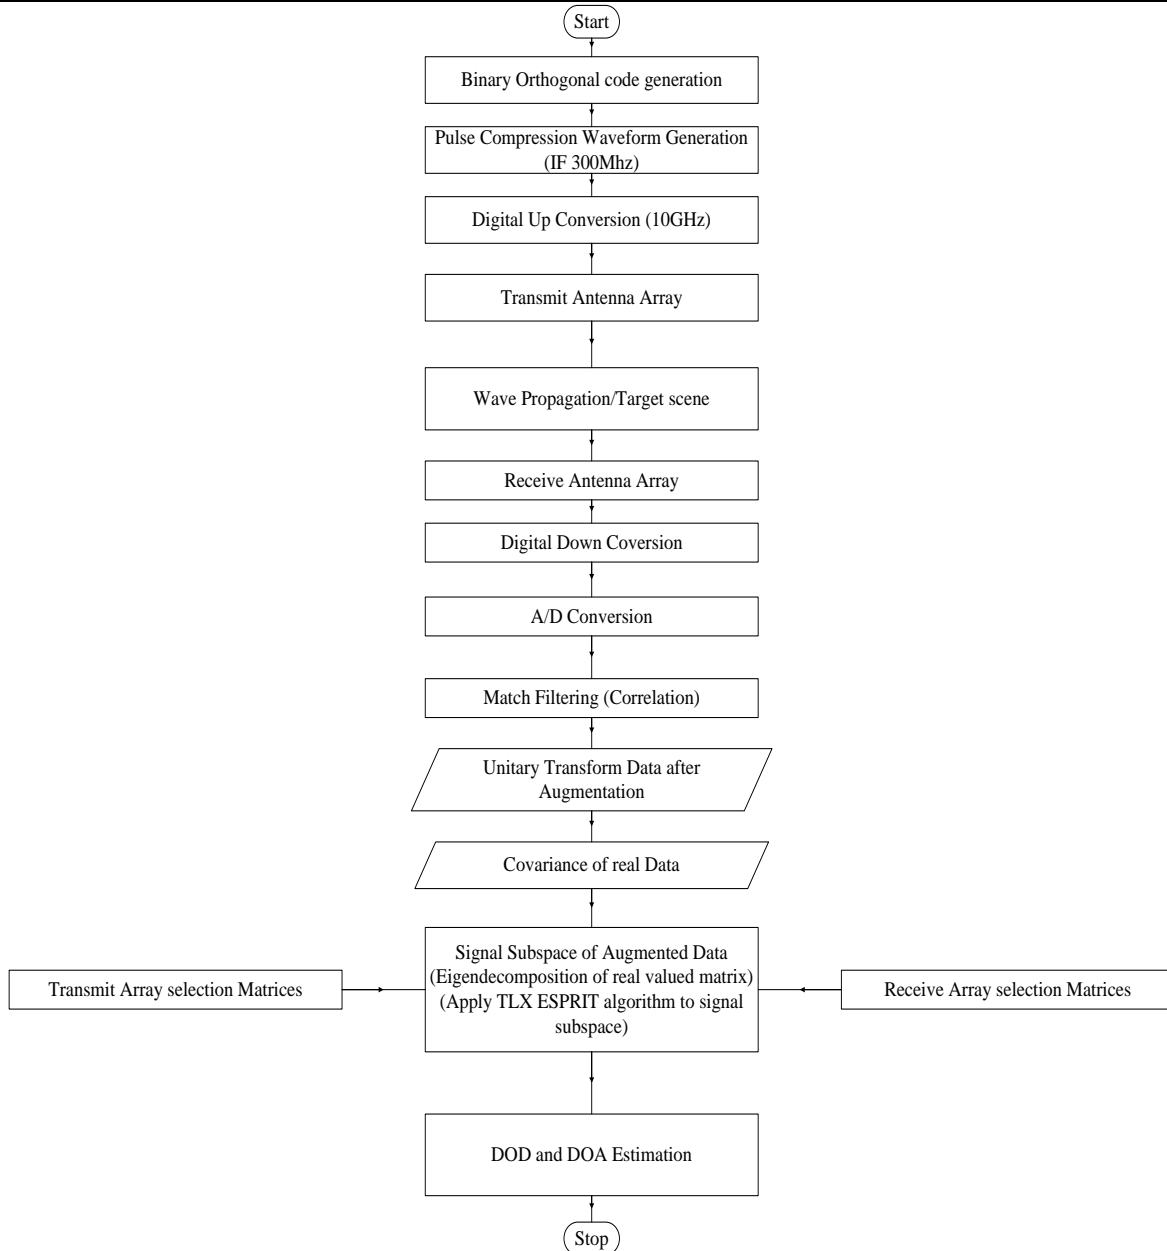 Start
Binary Orthogonal code generation
Pulse Compression Waveform Generation
(IF 300Mhz)
Digital Up Conversion (10GHz)
Transmit Antenna Array
Wave Propagation/Target scene
Receive Antenna Array
Digital Down Coversion
A/D Conversion
Match Filtering (Correlation)
Unitary Transform Data after
Augmentation
Covariance of real Data
Signal Subspace of Augmented Data
(Eigendecomposition of real valued matrix)
(Apply TLX ESPRIT algorithm to signal
subspace)
Transmit Array selection Matrices
Receive Array selection Matrices
DOD and DOA Estimation
Stop